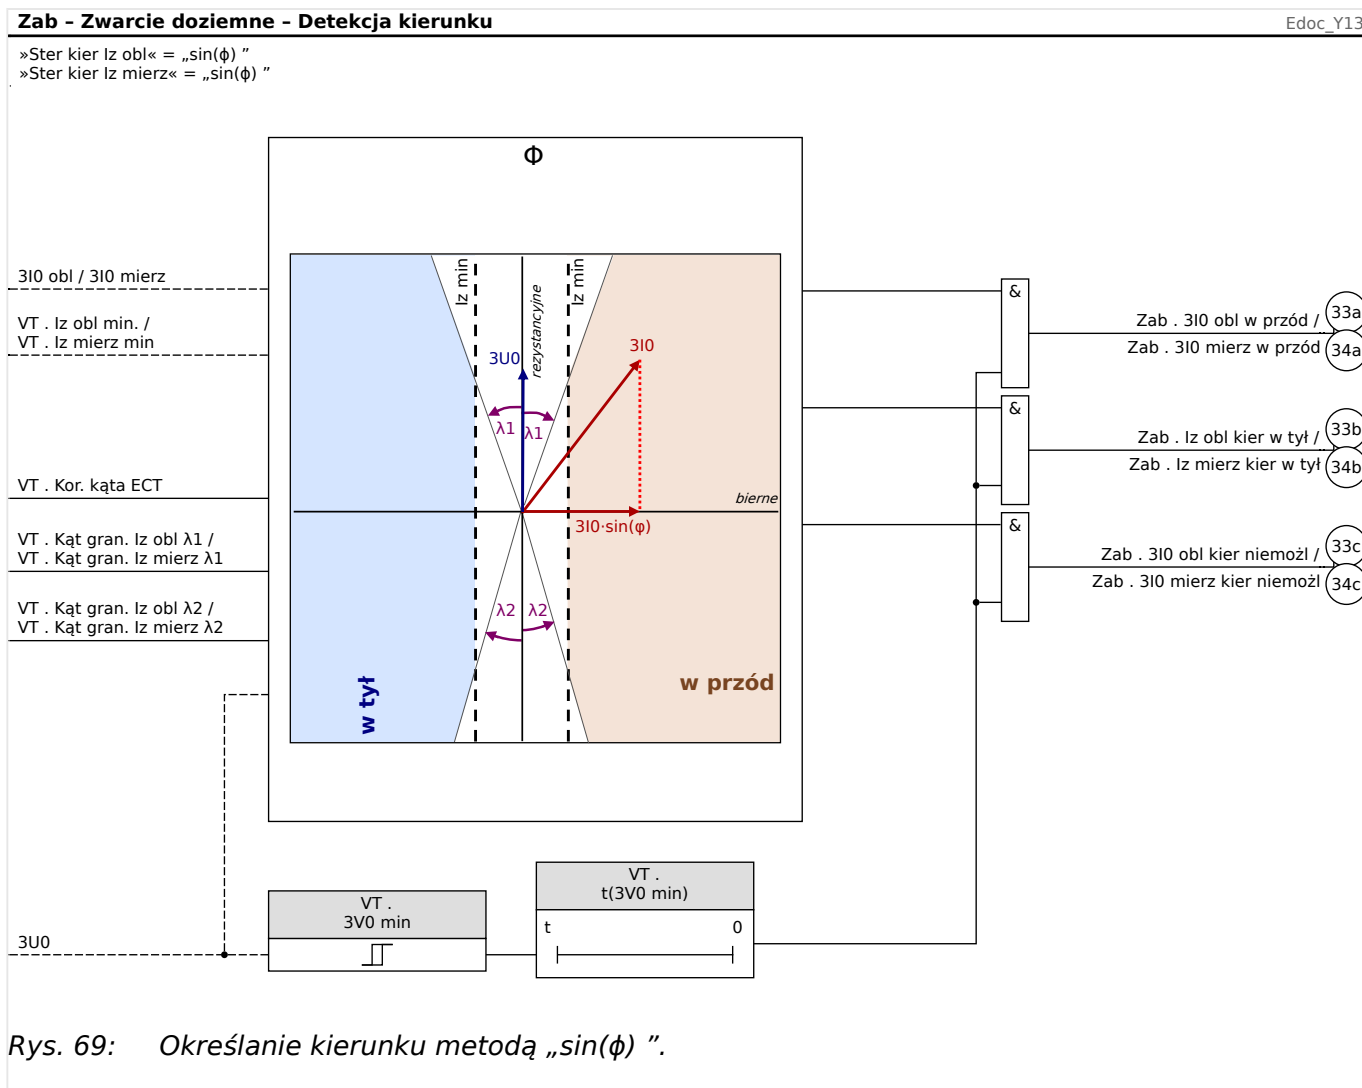 Zab – Zwarcie doziemne – Detekcja kierunku
Edoc_Y13
»Ster kier Iz obl« = „sin(ϕ) ”
»Ster kier Iz mierz« = „sin(ϕ) ”
Φ
3I0 obl / 3I0 mierz
VT . Iz obl min. /
VT . Iz mierz min
VT . Kor. kąta ECT
VT . Kąt gran. Iz obl λ1 /
VT . Kąt gran. Iz mierz λ1
VT . Kąt gran. Iz obl λ2 /
VT . Kąt gran. Iz mierz λ2
3U0
Iz min
rezystancyjne
Iz min
3U0
3I0
λ1
λ1
bierne
3I0·sin(φ)
λ2
λ2
w tył
w przód
&
Zab . 3I0 obl w przód /
33a
Zab . 3I0 mierz w przód
34a
&
Zab . Iz obl kier w tył /
33b
Zab . Iz mierz kier w tył
34b
&
Zab . 3I0 obl kier niemożl /
33c
Zab . 3I0 mierz kier niemożl
34c
VT .
3V0 min
VT .
t(3V0 min)
t
0
Rys. 69: Określanie kierunku metodą „sin(ϕ) ”.